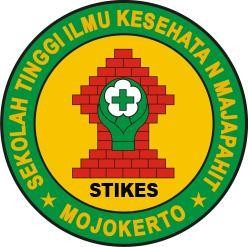 SEKOLAH TINGGI ILMU KESEHATA N MAJAPAHIT
STIKES
MOJOKERTO